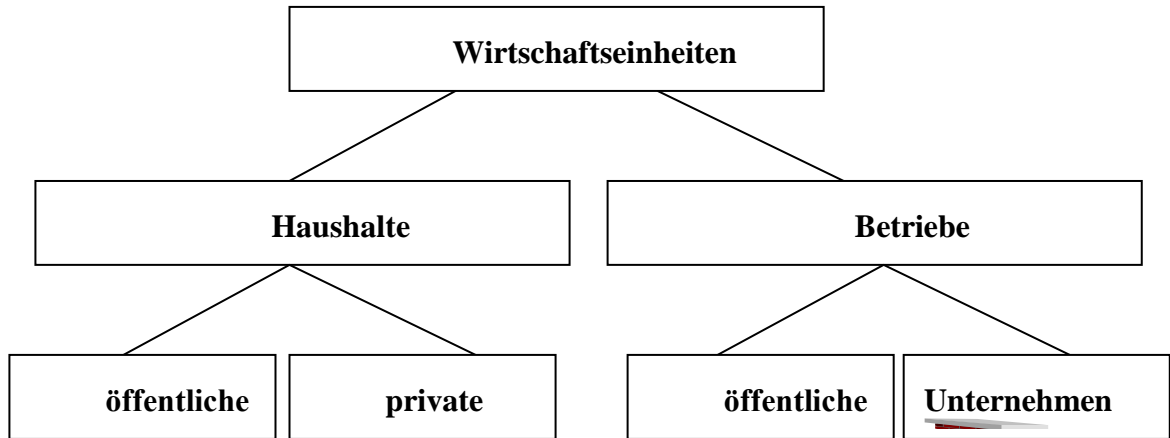 Wirtschaftseinheiten
Haushalte
Betriebe
öffentliche
private
öffentliche
Unternehmen